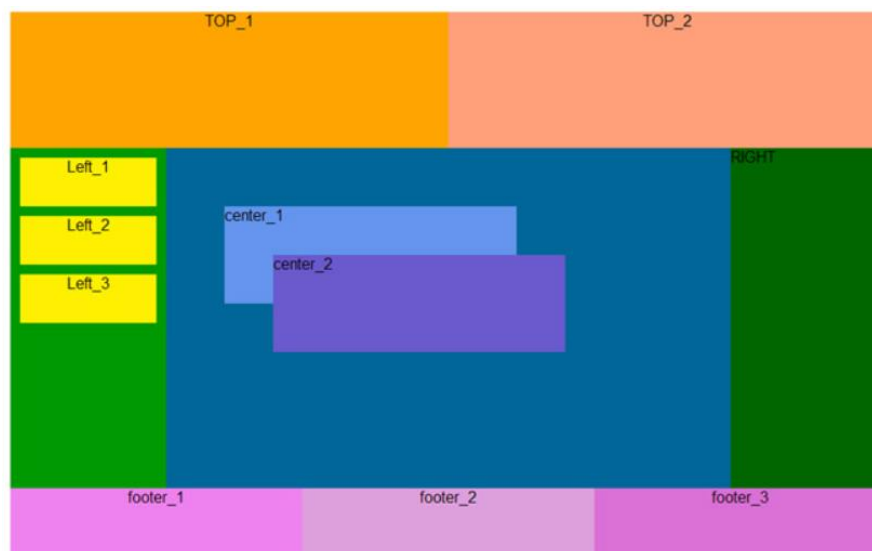 TOP_1
TOP_2
Left_1
Left_2
Left_3
center_1
center_2
RIGHT
footer_1
footer_2
footer_3